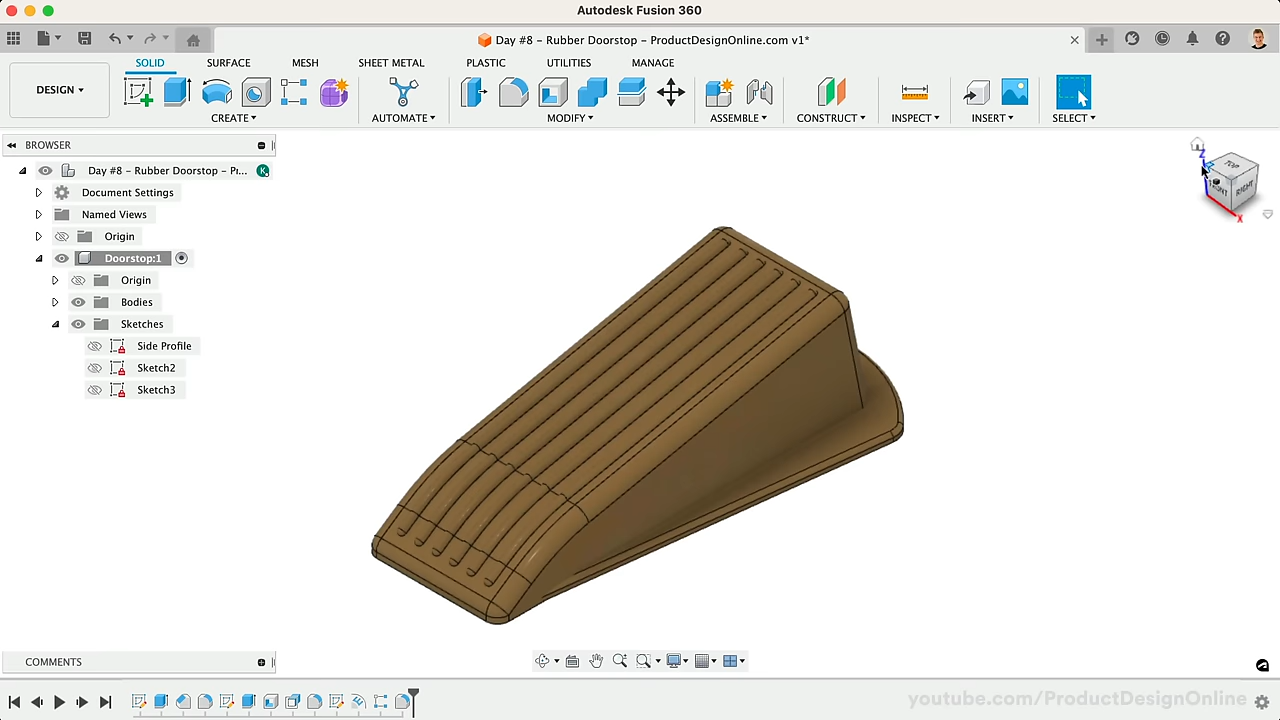 Autodesk Fusion 360
Day #8 – Rubber Doorstop – ProductDesignOnline.com v1*
SOLID SURFACE MESH SHEET METAL PLASTIC UTILITIES MANAGE
DESIGN
CREATE AUTOMATE MODIFY ASSEMBLE CONSTRUCT INSPECT INSERT SELECT
BROWSER
Day #8 – Rubber Doorstop – Pr...
Document Settings
Named Views
Origin
Doorstop:1
Origin
Bodies
Sketches
Side Profile
Sketch2
Sketch3
Z
TOP
RIGHT
X
COMMENTS
youtube.com/ProductDesignOnline